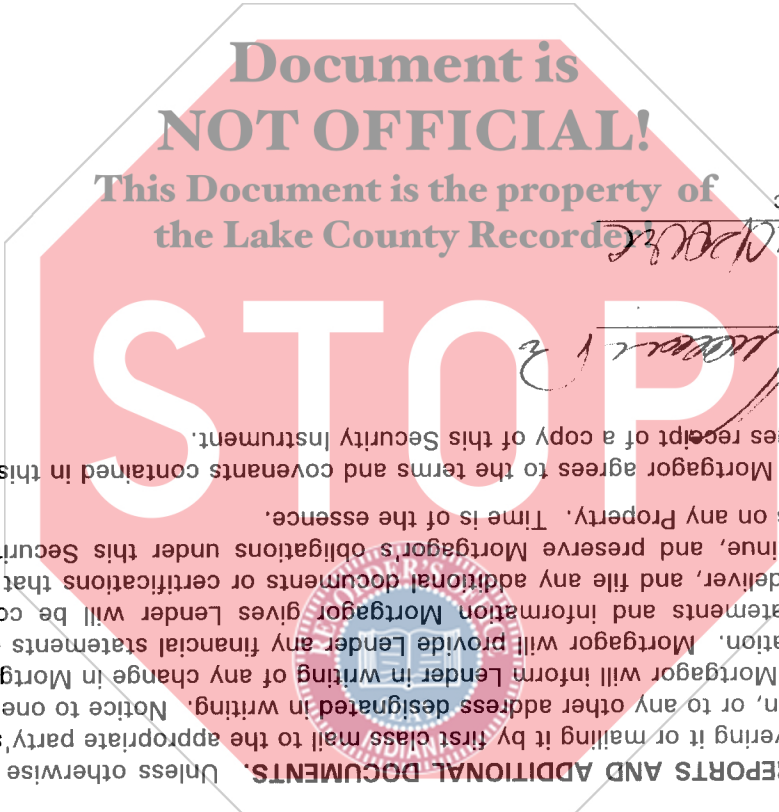 Document is
NOT OFFICIAL!
This Document is the property of
the Lake County Recorder!
STOP
EPORTS AND ADDITIONAL DOCUMENTS. Unless otherwise
vering it or mailing it by first class mail to the appropriate party's
n, or to any other address designated in writing. Notice to one
Mortgagor will inform Lender in writing of any change in Mortg
ation. Mortgagor will provide Lender any financial statements
atements and information Mortgagor gives Lender will be co
deliver, and file any additional documents or certifications that
inue, and preserve Mortgagor's obligations under this Securit
s on any Property. Time is of the essence.
Mortgagor agrees to the terms and covenants contained in this
es receipt of a copy of this Security Instrument.